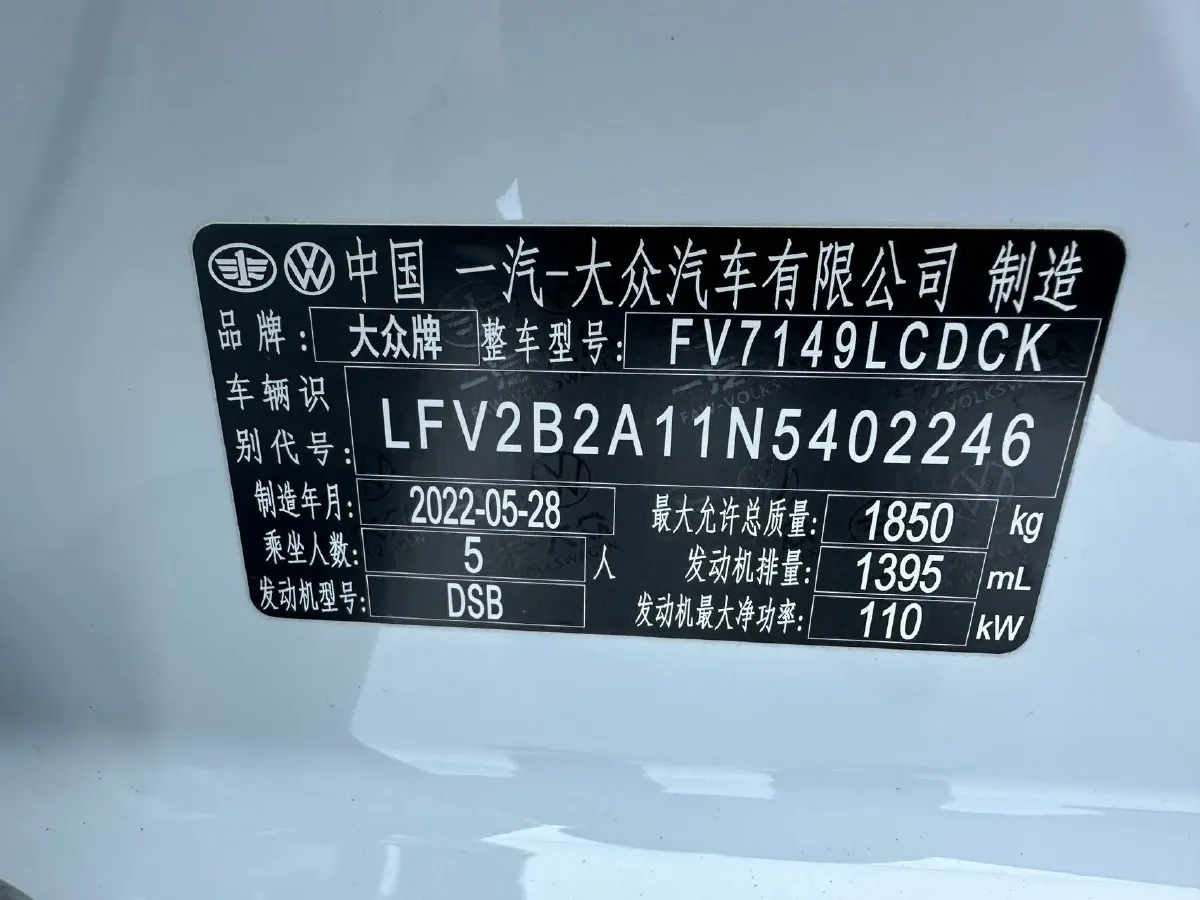 中国 一汽-大众汽车有限公司 制造
品牌: 大众牌 整车型号: FV7149LCDCK
车辆识别代号: LFV2B2A11N5402246
制造年月: 2022-05-28 最大允许总质量: 1850 kg
乘坐人数: 5 人 发动机排量: 1395 mL
发动机型号: DSB 发动机最大净功率: 110 kW